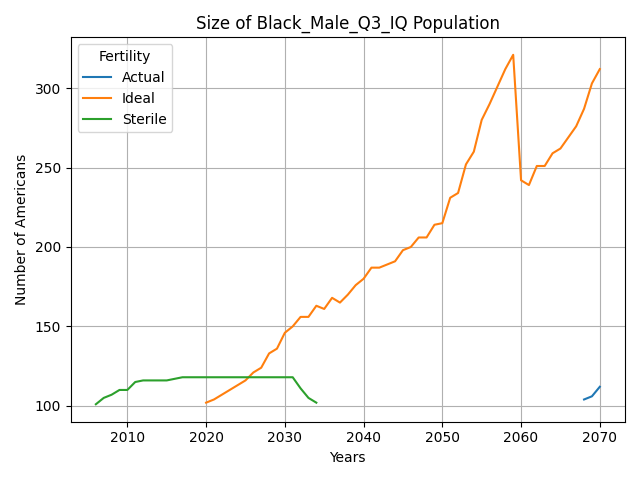 Size of Black_Male_Q3_IQ Population
Fertility
Actual
Ideal
Sterile
Number of Americans
300
250
200
150
100
2010 2020 2030 2040 2050 2060 2070
Years